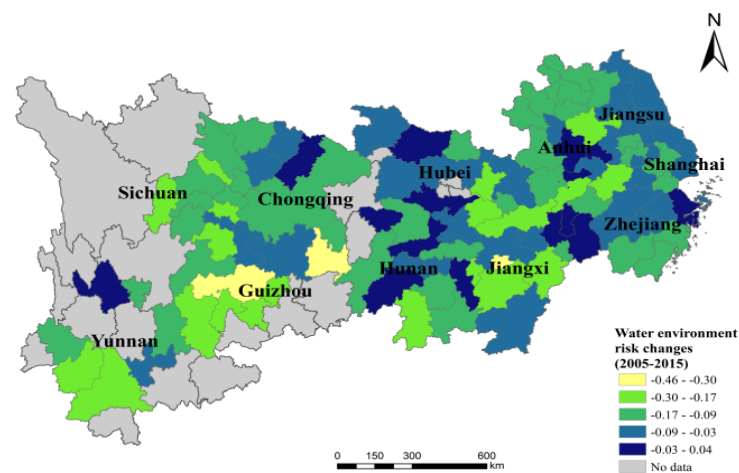 N
Jiangsu
Anhui
Shanghai
Hubei
Sichuan
Chongqing
Zhejiang
Hunan
Jiangxi
Guizhou
Yunnan
Water environment
risk changes
(2005-2015)
-0.46 - -0.30
-0.30 - -0.17
-0.17 - -0.09
-0.09 - -0.03
-0.03 - 0.04
No data
0 150 300 600
km